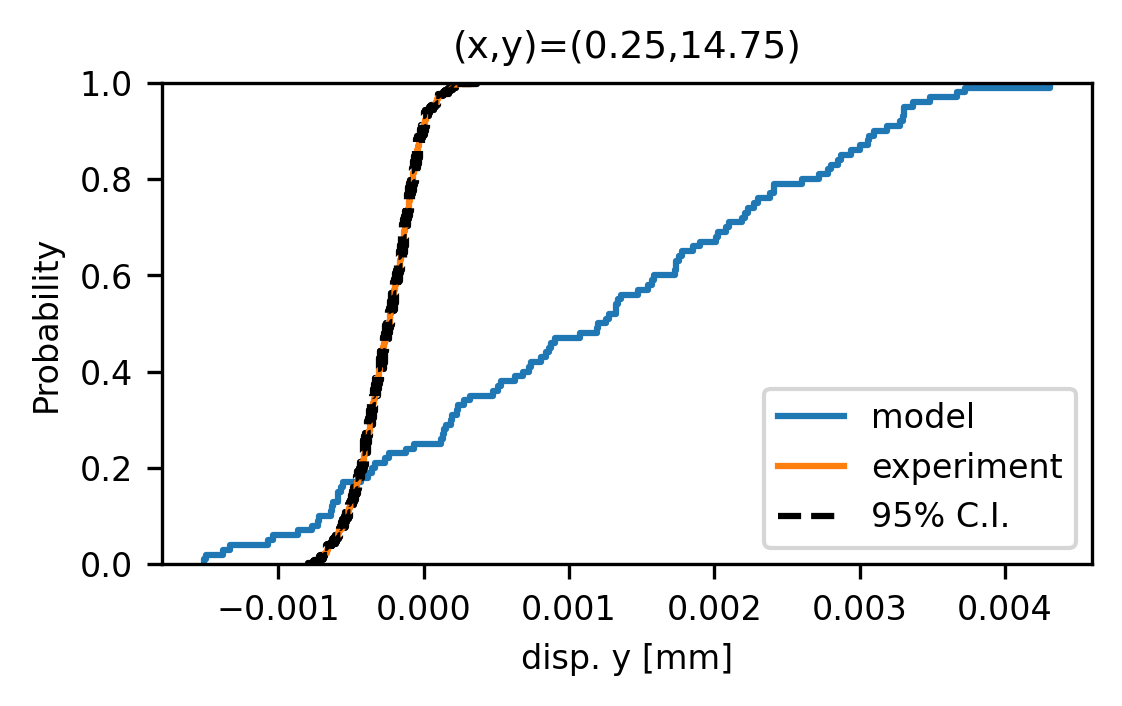 (x,y)=(0.25,14.75)
Probability
1.0
0.8
0.6
0.4
0.2
0.0
model
experiment
95% C.I.
−0.001 0.000 0.001 0.002 0.003 0.004
disp. y [mm]